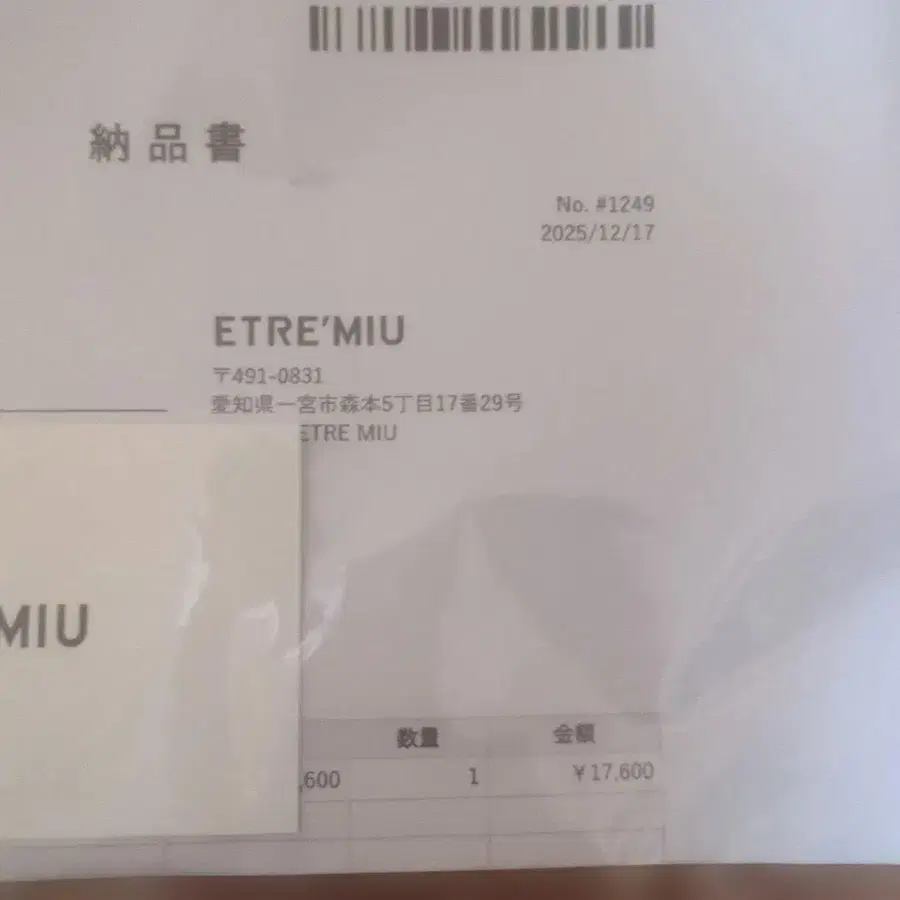 納品書
No. #1249
2025/12/17
ETRE'MIU
〒491-0831
愛知県一宮市森本5丁目17番29号
ETRE MIU
MIU
数量 金額
,600 1 ¥17,600